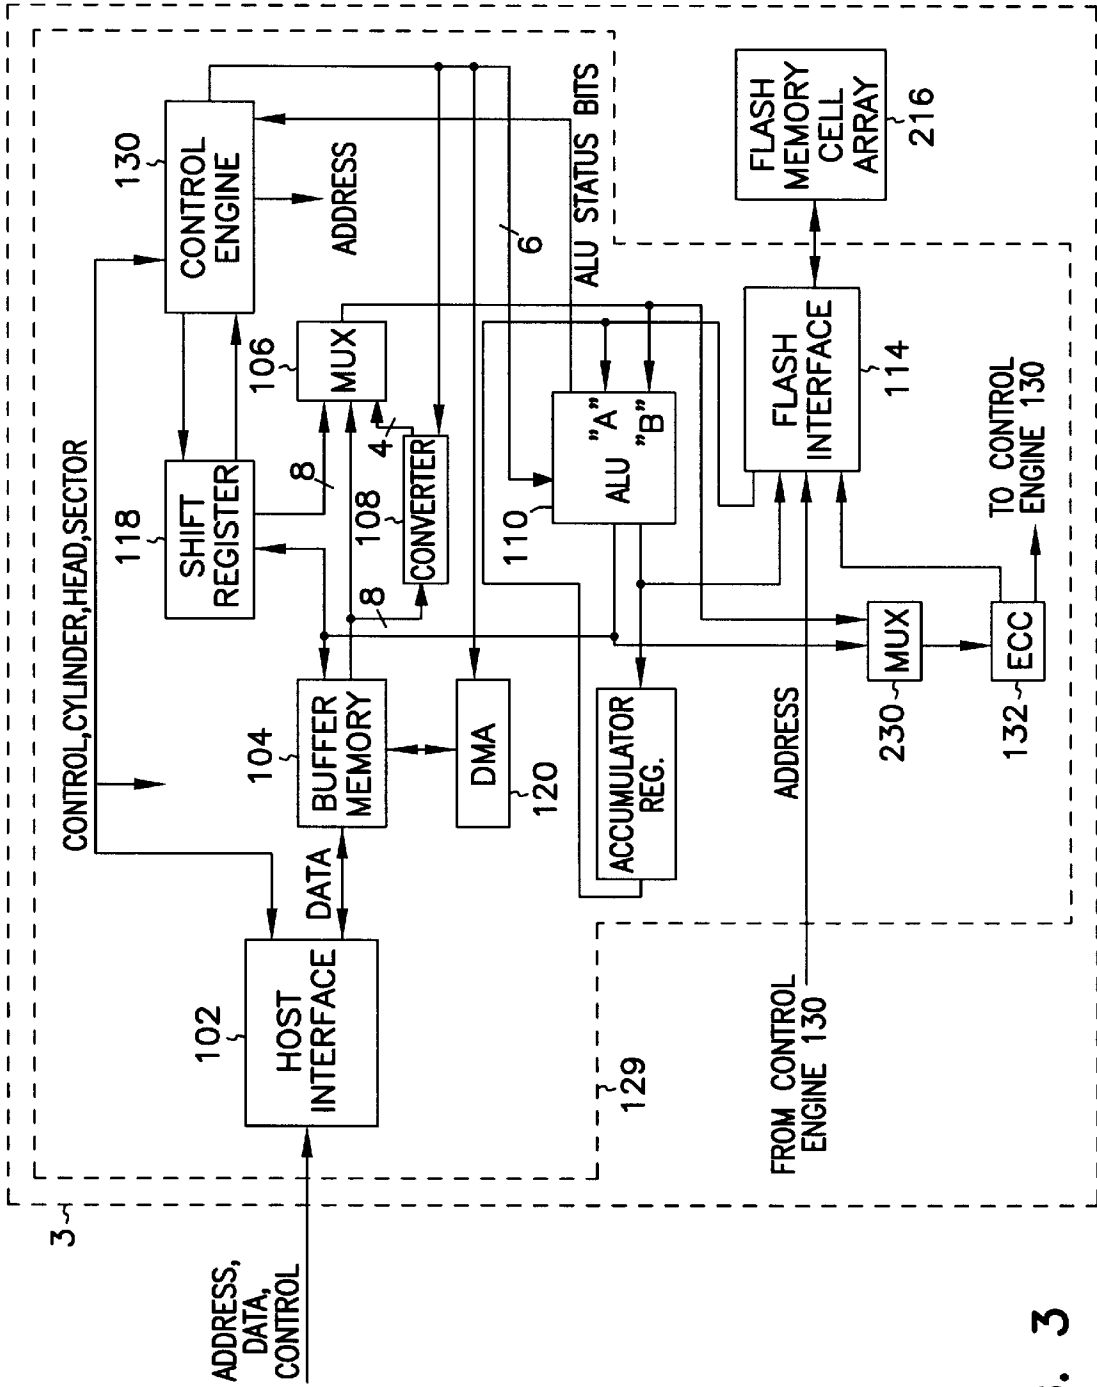 ADDRESS,
DATA,
CONTROL
3
102
HOST
INTERFACE
CONTROL,CYLINDER,HEAD,SECTOR
DATA
104
BUFFER
MEMORY
DMA
120
118
SHIFT
REGISTER
8
8
106
MUX
4
108
CONVERTER
130
CONTROL
ENGINE
ADDRESS
6
ALU STATUS BITS
110
ALU
"A"
"B"
ACCUMULATOR
REG.
129
FROM CONTROL
ENGINE 130
ADDRESS
230
MUX
132
ECC
TO CONTROL
ENGINE 130
FLASH
INTERFACE
114
FLASH
MEMORY
CELL
ARRAY
216
3